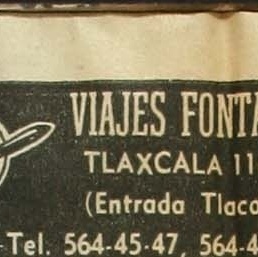 VIAJES FONTA
TLAXCALA 11
(Entrada Tlaco
Tel. 564-45-47, 564-4